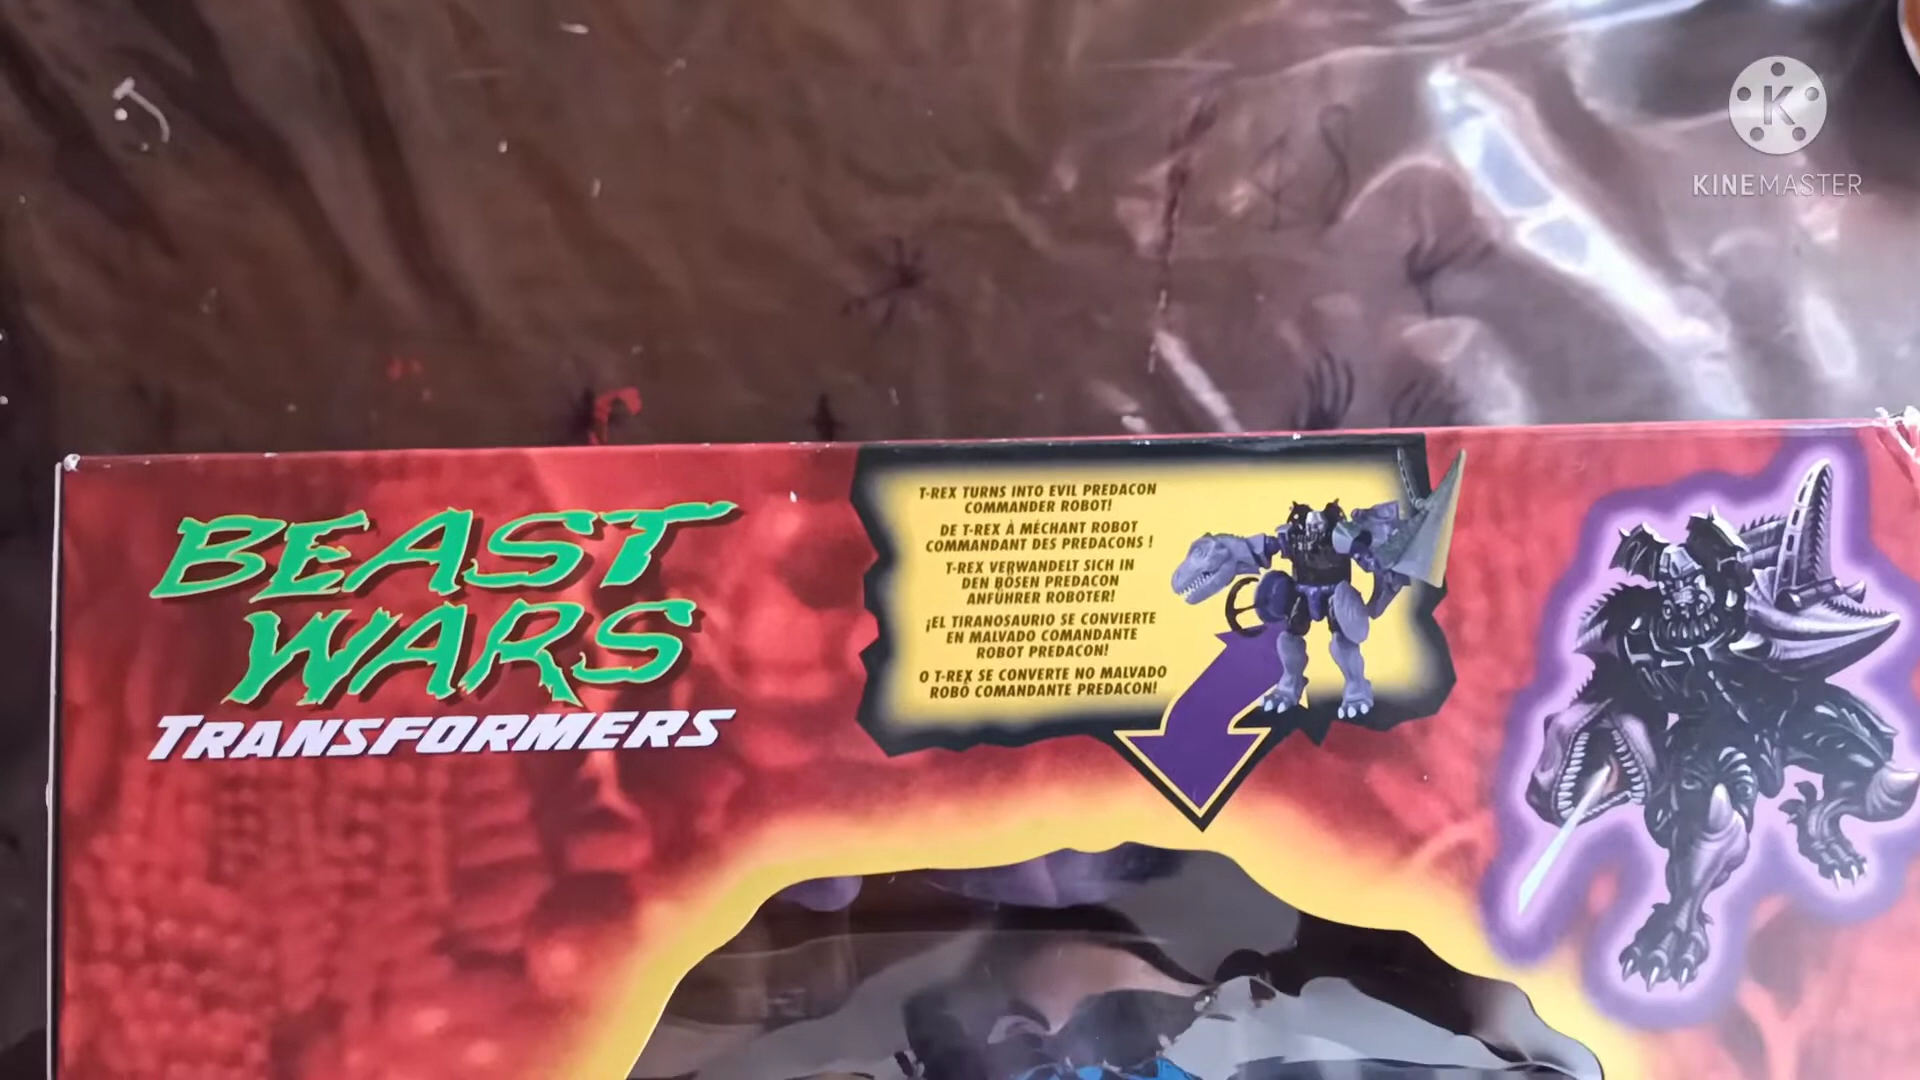 K
KINEMASTER
BEAST
WARS
TRANSFORMERS
T-REX TURNS INTO EVIL PREDACON
COMMANDER ROBOT!
DE T-REX À MÉCHANT ROBOT
COMMANDANT DES PREDACONS !
T-REX VERWANDELT SICH IN
DEN BÖSEN PREDACON
ANFÜHRER ROBOTER!
¡EL TIRANOSAURIO SE CONVIERTE
EN MALVADO COMANDANTE
ROBOT PREDACON!
O T-REX SE CONVERTE NO MALVADO
ROBÔ COMANDANTE PREDACON!